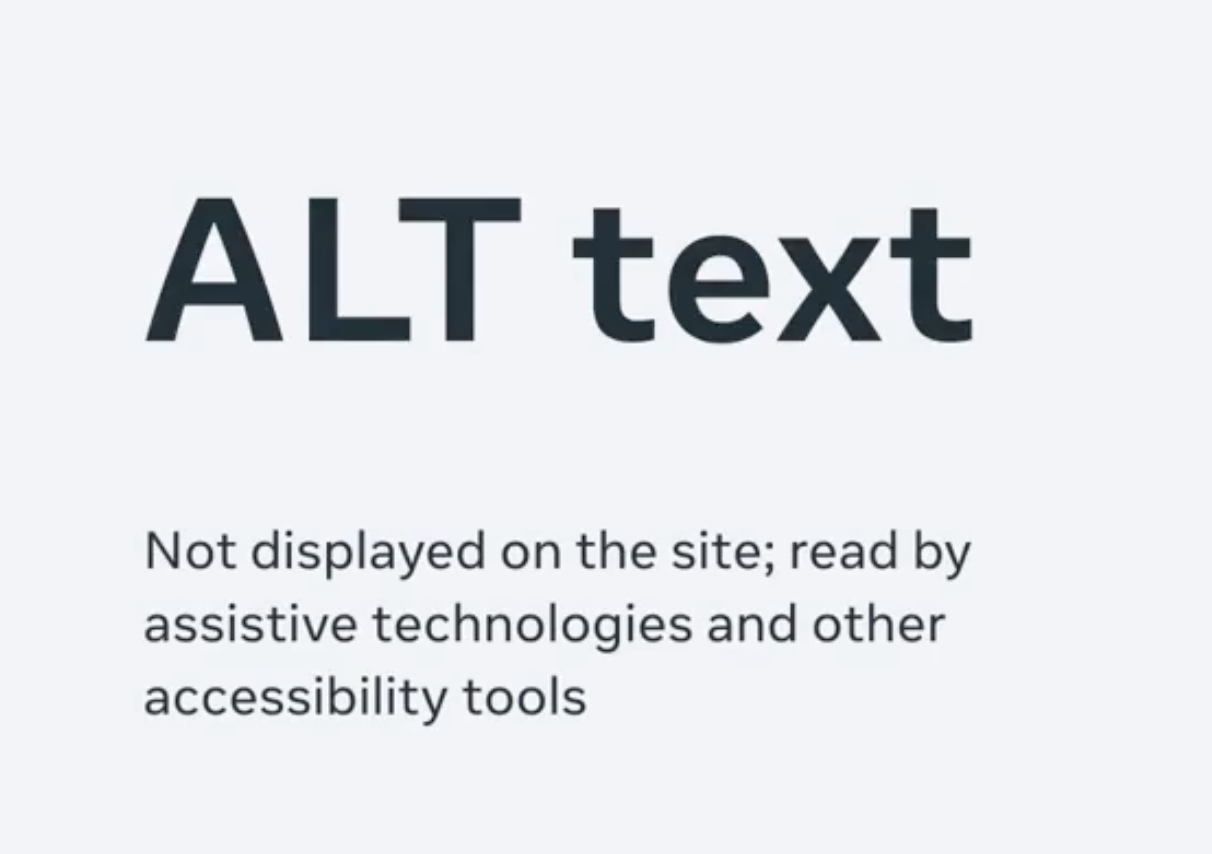 ALT text
Not displayed on the site; read by
assistive technologies and other
accessibility tools